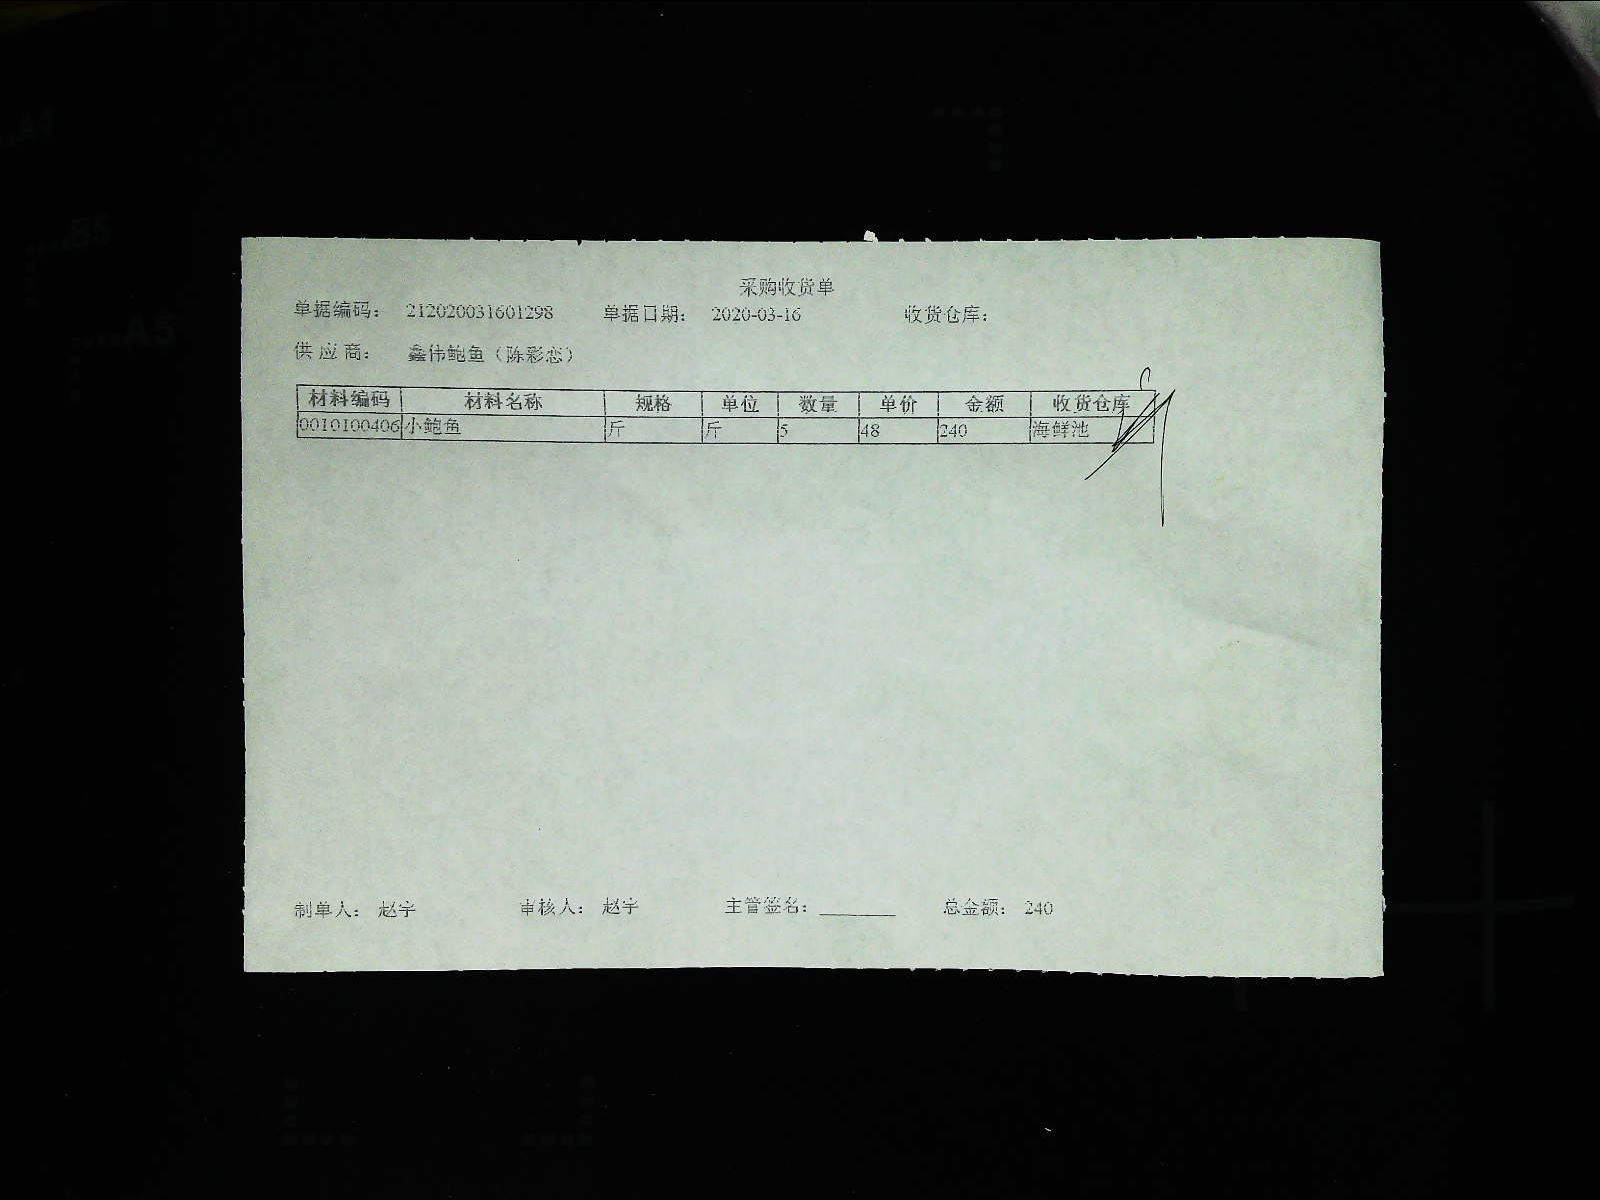 采购收货单
单据编码： 212020031601298 单据日期： 2020-03-16 收货仓库：
供应商： 鑫伟鲍鱼（陈彩恋）
材料编码 材料名称 规格 单位 数量 单价 金额 收货仓库
0010100406 小鲍鱼 斤 斤 5 48 240 海鲜池
制单人： 赵宇 审核人： 赵宇 主管签名：________ 总金额： 240